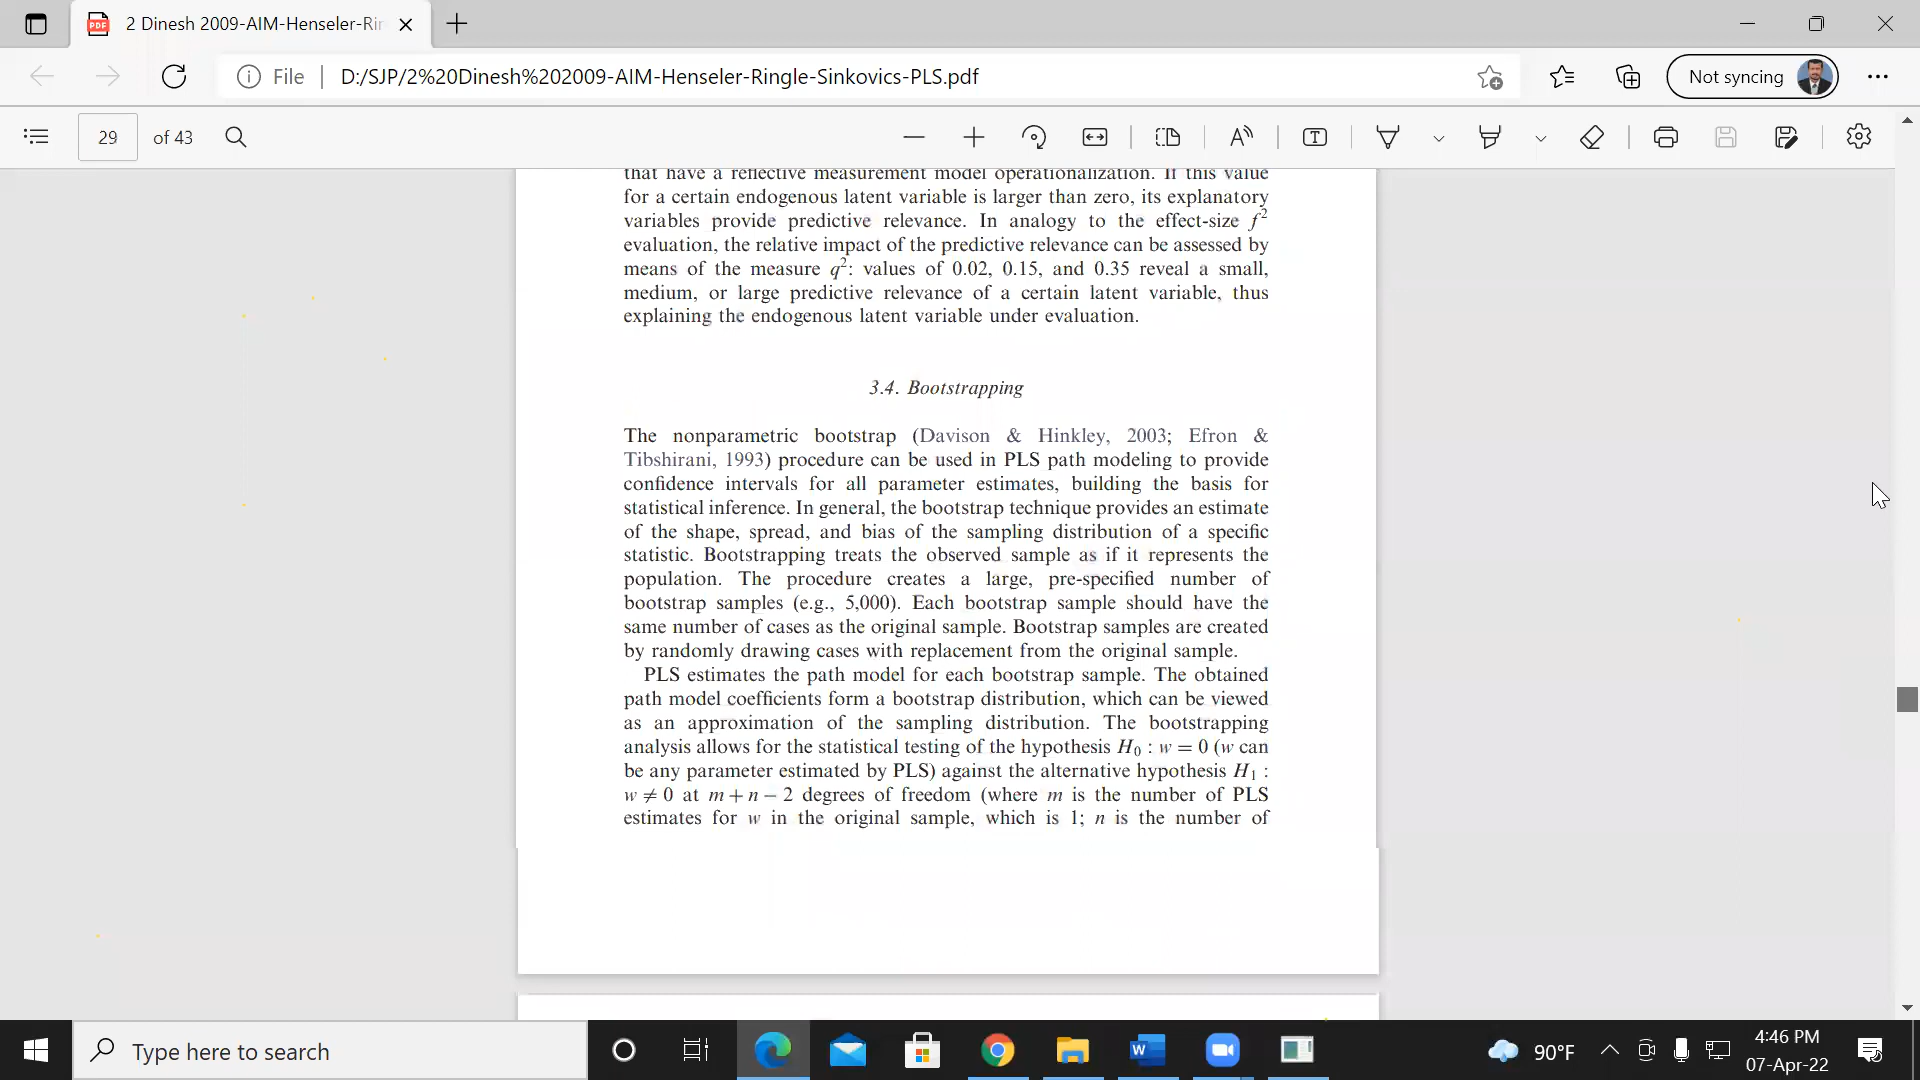 2 Dinesh 2009-AIM-Henseler-Rin
File
D:/SJP/2%20Dinesh%202009-AIM-Henseler-Ringle-Sinkovics-PLS.pdf
Not syncing
29 of 43
that have a reflective measurement model operationalization. If this value
for a certain endogenous latent variable is larger than zero, its explanatory
variables provide predictive relevance. In analogy to the effect-size f²
evaluation, the relative impact of the predictive relevance can be assessed by
means of the measure q²: values of 0.02, 0.15, and 0.35 reveal a small,
medium, or large predictive relevance of a certain latent variable, thus
explaining the endogenous latent variable under evaluation.
3.4. Bootstrapping
The nonparametric bootstrap (Davison & Hinkley, 2003; Efron &
Tibshirani, 1993) procedure can be used in PLS path modeling to provide
confidence intervals for all parameter estimates, building the basis for
statistical inference. In general, the bootstrap technique provides an estimate
of the shape, spread, and bias of the sampling distribution of a specific
statistic. Bootstrapping treats the observed sample as if it represents the
population. The procedure creates a large, pre-specified number of
bootstrap samples (e.g., 5,000). Each bootstrap sample should have the
same number of cases as the original sample. Bootstrap samples are created
by randomly drawing cases with replacement from the original sample.
PLS estimates the path model for each bootstrap sample. The obtained
path model coefficients form a bootstrap distribution, which can be viewed
as an approximation of the sampling distribution. The bootstrapping
analysis allows for the statistical testing of the hypothesis H₀ : w = 0 (w can
be any parameter estimated by PLS) against the alternative hypothesis H₁ :
w ≠ 0 at m + n − 2 degrees of freedom (where m is the number of PLS
estimates for w in the original sample, which is 1; n is the number of
Type here to search
90°F
4:46 PM
07-Apr-22